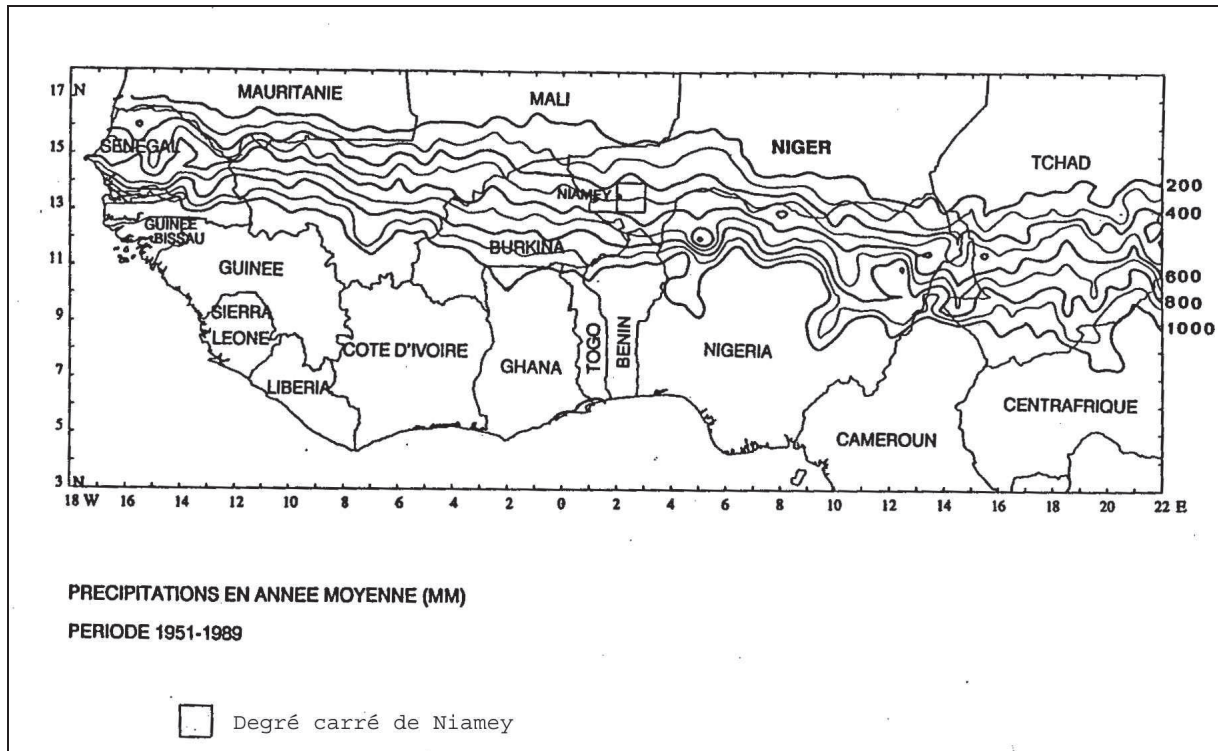 17 N
15
13
11
9
7
5
3 N
MAURITANIE
MALI
NIGER
TCHAD
SENEGAL
NIAMEY
GUINEE
BISSAU
BURKINA
GUINEE
SIERRA
LEONE
LIBERIA
COTE D'IVOIRE
GHANA
TOGO
BENIN
NIGERIA
CAMEROUN
CENTRAFRIQUE
200
400
600
800
1000
18 W 16 14 12 10 8 6 4 2 0 2 4 6 8 10 12 14 16 18 20 22 E
PRECIPITATIONS EN ANNEE MOYENNE (MM)
PERIODE 1951-1989
Degré carré de Niamey